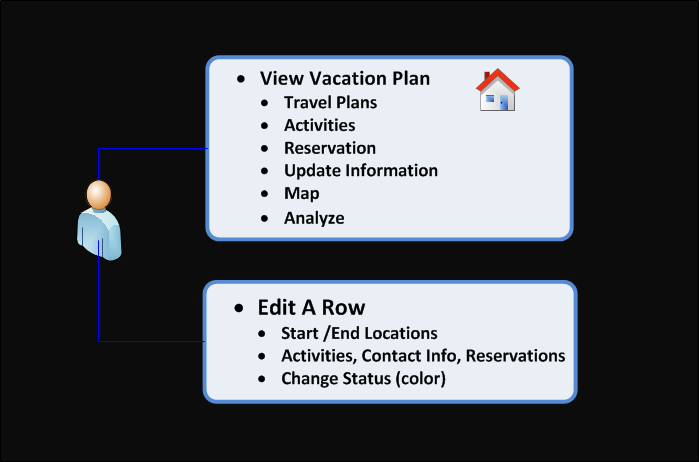 • View Vacation Plan
• Travel Plans
• Activities
• Reservation
• Update Information
• Map
• Analyze
• Edit A Row
• Start /End Locations
• Activities, Contact Info, Reservations
• Change Status (color)